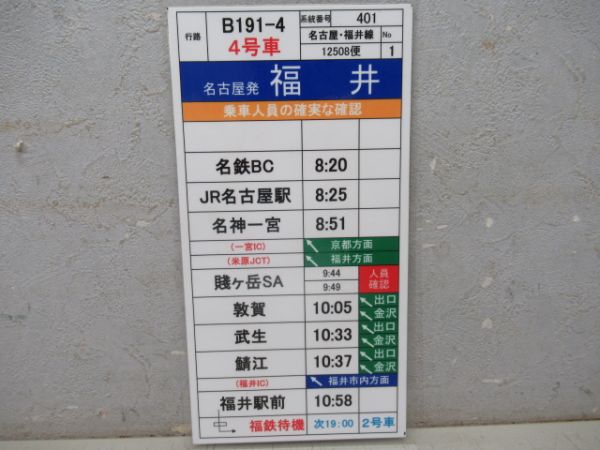 行路 B191-4 系統番号 401
4号車 名古屋・福井線 No
12508便 1
名古屋発 福井
乗車人員の確実な確認
名鉄BC 8:20
JR名古屋駅 8:25
名神一宮 8:51
(一宮IC) 京都方面
(米原JCT) 福井方面
賤ヶ岳SA 9:44 人員
9:49 確認
敦賀 10:05 出口
金沢
武生 10:33 出口
金沢
鯖江 10:37 出口
金沢
(福井IC) 福井市内方面
福井駅前 10:58
福鉄待機 次19:00 2号車